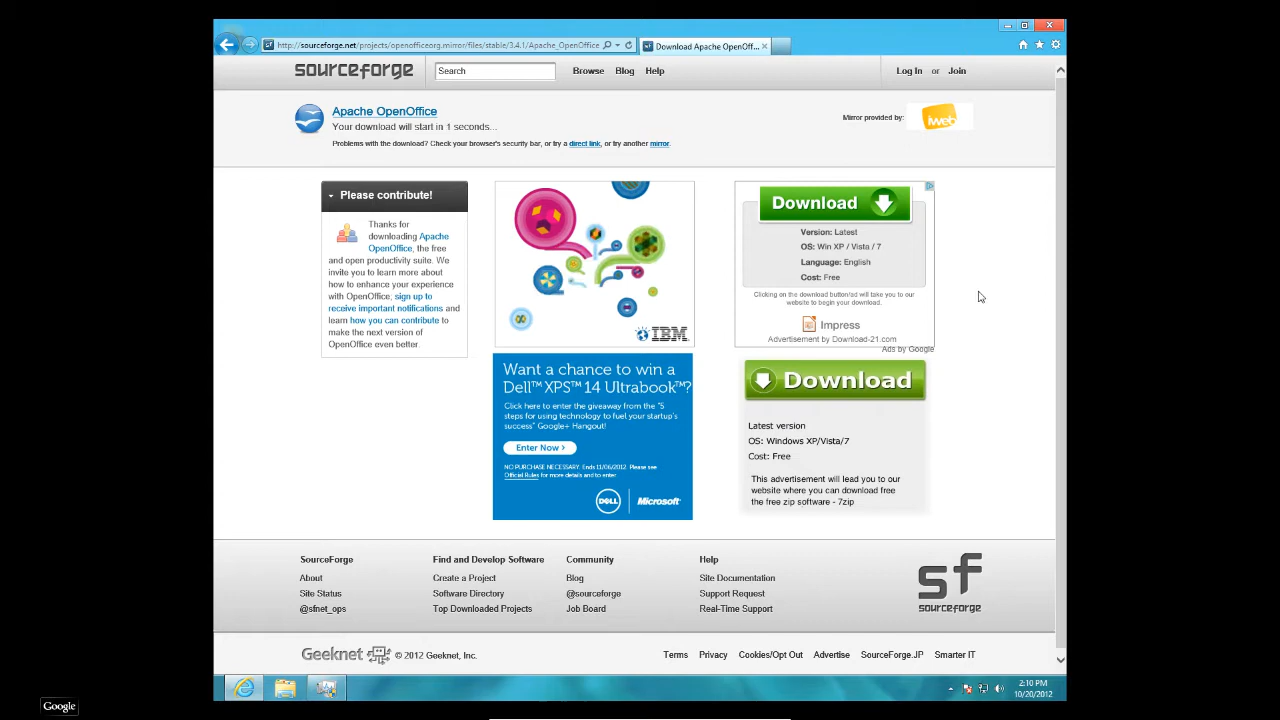 http://sourceforge.net/projects/openofficeorg.mirror/files/stable/3.4.1/Apache_OpenOffice
Download Apache OpenOff...
sourceforge
Search
Browse
Blog
Help
Log In or Join
Apache OpenOffice
Your download will start in 1 seconds...
Problems with the download? Check your browser's security bar, or try a direct link, or try another mirror.
Mirror provided by:
iweb
Please contribute!
Thanks for
downloading Apache
OpenOffice, the free
and open productivity suite. We
invite you to learn more about
how to enhance your experience
with OpenOffice, sign up to
receive important notifications and
learn how you can contribute to
make the next version of
OpenOffice even better.
IBM
Want a chance to win a
Dell™ XPS™ 14 Ultrabook™?
Click here to enter the giveaway from the "5
steps for using technology to fuel your startup's
success" Google+ Hangout!
Enter Now >
NO PURCHASE NECESSARY. Ends 11/06/2012. Please see
Official Rules for more details and to enter.
DELL
Microsoft
Download
Version: Latest
OS: Win XP / Vista / 7
Language: English
Cost: Free
Clicking on the download button/ad will take you to our
website to begin your download.
Impress
Advertisement by Download-21.com
Ads by Google
Download
Latest version
OS: Windows XP/Vista/7
Cost: Free
This advertisement will lead you to our
website where you can download free
the free zip software - 7zip
SourceForge
About
Site Status
@sfnet_ops
Find and Develop Software
Create a Project
Software Directory
Top Downloaded Projects
Community
Blog
@sourceforge
Job Board
Help
Site Documentation
Support Request
Real-Time Support
sf
sourceforge
Geeknet © 2012 Geeknet, Inc.
Terms
Privacy
Cookies/Opt Out
Advertise
SourceForge.JP
Smarter IT
2:10 PM
10/20/2012
Google